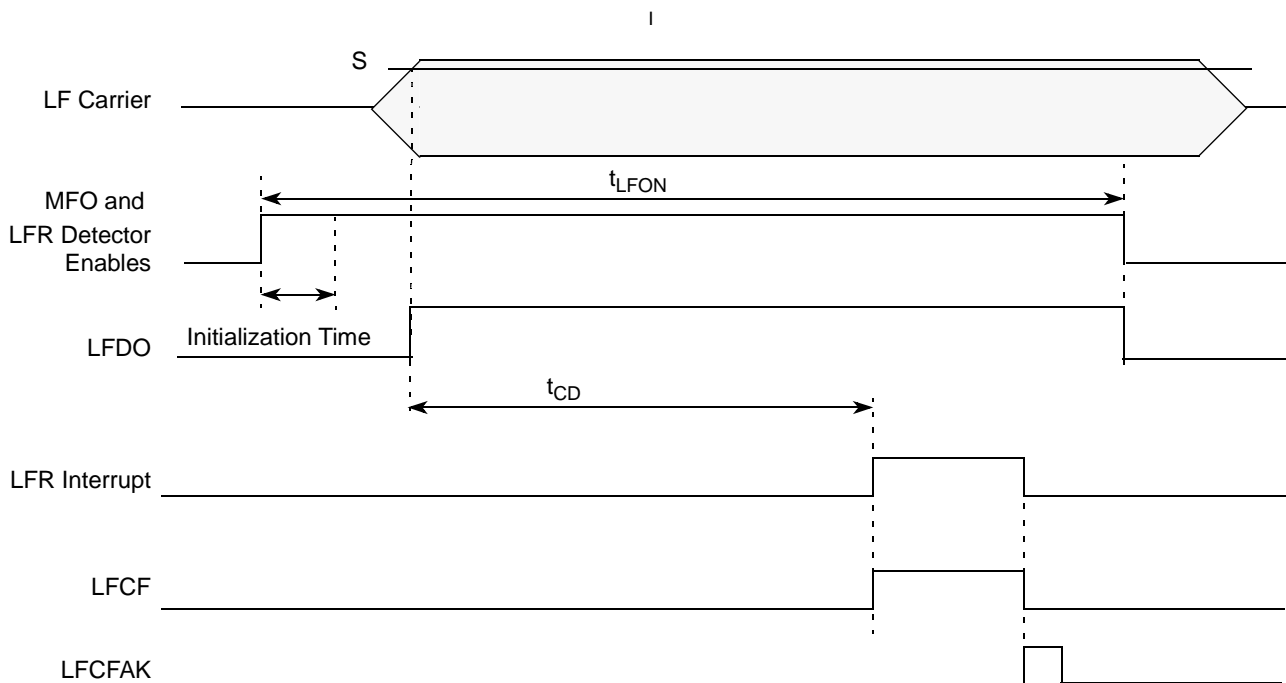 S
LF Carrier
tLFON
MFO and
LFR Detector
Enables
Initialization Time
LFDO
tCD
LFR Interrupt
LFCF
LFCFAK